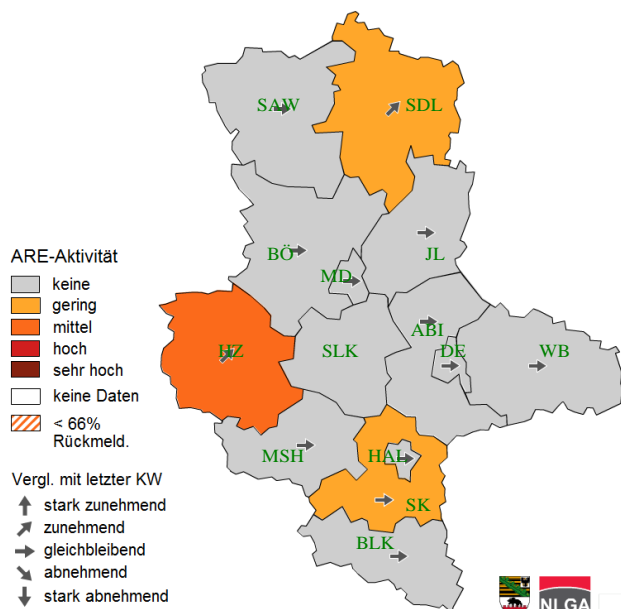 SAW
SDL
BÖ
JL
MD
ARE-Aktivität
keine
gering
mittel
hoch
sehr hoch
keine Daten
< 66%
Rückmeld.
HZ
SLK
ABI
DE
WB
MSH
HAL
SK
BLK
Vergl. mit letzter KW
stark zunehmend
zunehmend
gleichbleibend
abnehmend
stark abnehmend
NLGA